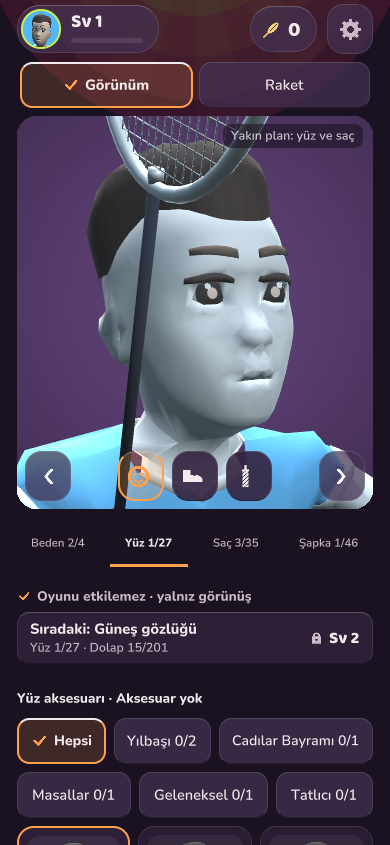 Sv 1
0
Görünüm
Raket
Yakın plan: yüz ve saç
Beden 2/4
Yüz 1/27
Saç 3/35
Şapka 1/46
Oyunu etkilemez · yalnız görünüş
Sıradaki: Güneş gözlüğü
Yüz 1/27 · Dolap 15/201
Sv 2
Yüz aksesuarı · Aksesuar yok
Hepsi
Yılbaşı 0/2
Cadılar Bayramı 0/1
Masallar 0/1
Geleneksel 0/1
Tatlıcı 0/1